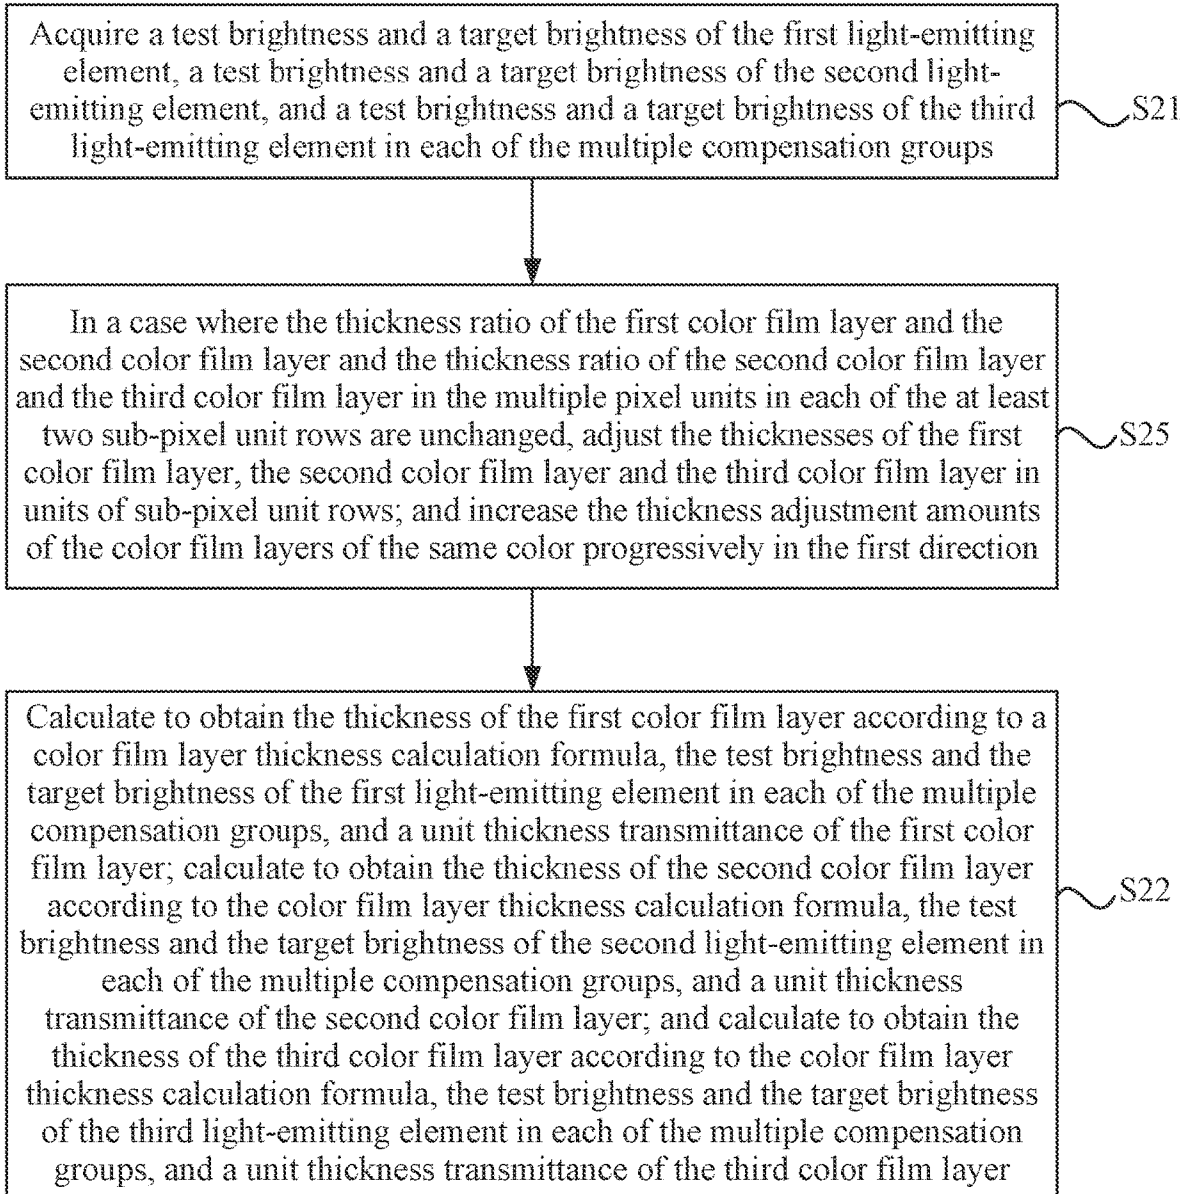 Acquire a test brightness and a target brightness of the first light-emitting
element, a test brightness and a target brightness of the second light-
emitting element, and a test brightness and a target brightness of the third
light-emitting element in each of the multiple compensation groups
S21
In a case where the thickness ratio of the first color film layer and the
second color film layer and the thickness ratio of the second color film layer
and the third color film layer in the multiple pixel units in each of the at least
two sub-pixel unit rows are unchanged, adjust the thicknesses of the first
color film layer, the second color film layer and the third color film layer in
units of sub-pixel unit rows; and increase the thickness adjustment amounts
of the color film layers of the same color progressively in the first direction
S25
Calculate to obtain the thickness of the first color film layer according to a
color film layer thickness calculation formula, the test brightness and the
target brightness of the first light-emitting element in each of the multiple
compensation groups, and a unit thickness transmittance of the first color
film layer; calculate to obtain the thickness of the second color film layer
according to the color film layer thickness calculation formula, the test
brightness and the target brightness of the second light-emitting element in
each of the multiple compensation groups, and a unit thickness
transmittance of the second color film layer; and calculate to obtain the
thickness of the third color film layer according to the color film layer
thickness calculation formula, the test brightness and the target brightness
of the third light-emitting element in each of the multiple compensation
groups, and a unit thickness transmittance of the third color film layer
S22